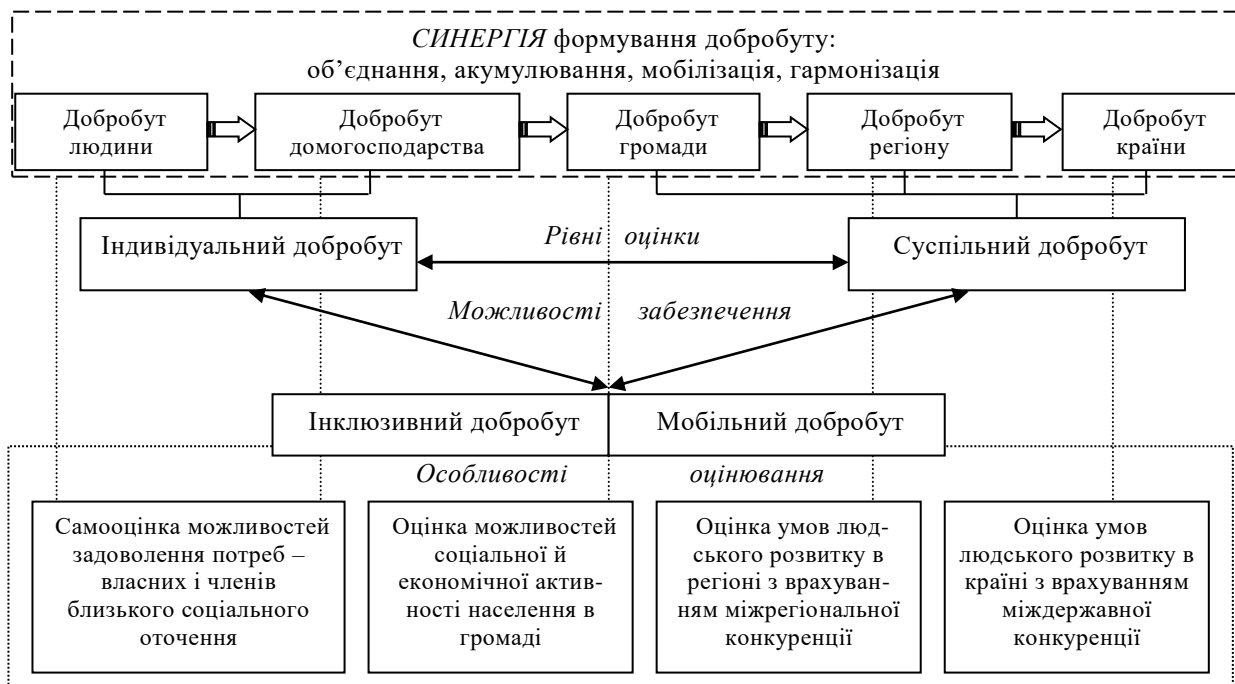 СИНЕРГІЯ формування добробуту:
об’єднання, акумулювання, мобілізація, гармонізація
Добробут
людини
Добробут
домогосподарства
Добробут
громади
Добробут
регіону
Добробут
країни
Індивідуальний добробут
Рівні оцінки
Суспільний добробут
Можливості забезпечення
Інклюзивний добробут
Мобільний добробут
Особливості оцінювання
Самооцінка можливостей
задоволення потреб –
власних і членів
близького соціального
оточення
Оцінка можливостей
соціальної й
економічної актив-
ності населення в
громаді
Оцінка умов люд-
ського розвитку в
регіоні з врахуван-
ням міжрегіональної
конкуренції
Оцінка умов
людського розвитку в
країні з врахуванням
міждержавної
конкуренції